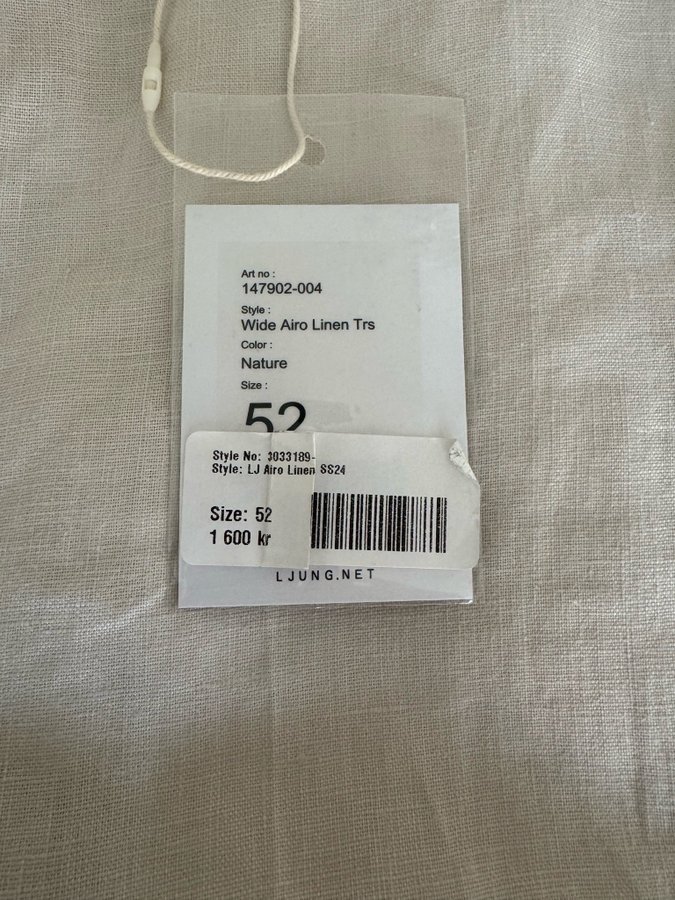 Art no :
147902-004
Style :
Wide Airo Linen Trs
Color :
Nature
Size :
52
Style No: 3033189-
Style: LJ Airo Linen SS24
Size: 52
1 600 kr
LJUNG.NET